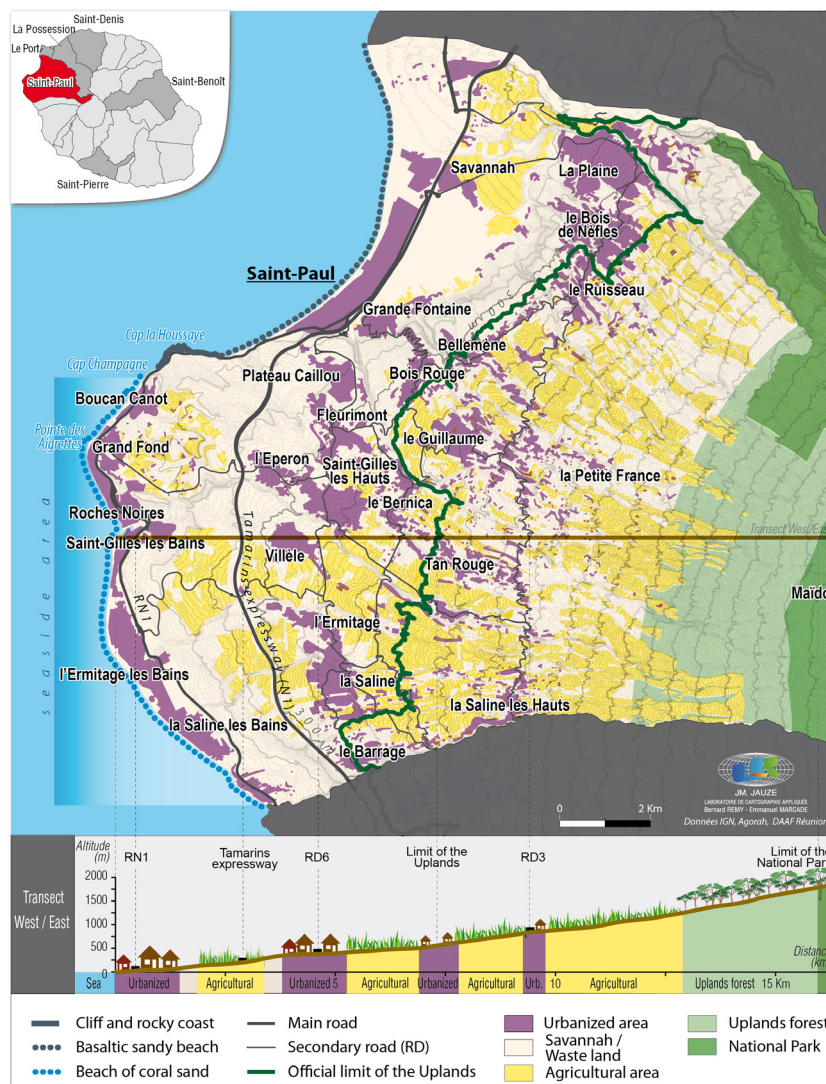 Saint-Denis
La Possession
Le Port
Saint-Paul
Saint-Benoît
Saint-Pierre
Savannah
La Plaine
le Bois
de Nèfles
Saint-Paul
le Ruisseau
Grande Fontaine
Cap la Houssaye
Bellemène
Cap Champagne
Plateau Caillou
Bois Rouge
Boucan Canot
Fleurimont
Pointe des
Aigrettes
le Guillaume
Grand Fond
l'Eperon
Saint-Gilles
les Hauts
la Petite France
le Bernica
Roches Noires
Transect West/Eas
Saint-Gilles les Bains
Tamarins expressway (N1)
Villèle
Tan Rouge
seaside area
RN1
Maïdo
l'Ermitage
l'Ermitage les Bains
la Saline
la Saline les Hauts
la Saline les Bains
300 m
le Barrage
JM. JAUZE
LABORATOIRE DE CARTOGRAPHIE APPLIQUÉE
Bernard REMY - Emmanuel MARCADE
0 2 Km
Données IGN, Agorah, DAAF Réunion
Altitude
(m)
RN1
Tamarins
expressway
RD6
Limit of the
Uplands
RD3
Limit of the
National Par
2000
1500
1000
500
0
Transect
West / East
Distanc
(km
Sea Urbanized Agricultural Urbanized 5 Agricultural Urbanized Agricultural Urb. 10 Agricultural Uplands forest 15 Km
Cliff and rocky coast
Basaltic sandy beach
Beach of coral sand
Main road
Secondary road (RD)
Official limit of the Uplands
Urbanized area
Savannah /
Waste land
Agricultural area
Uplands forest
National Park